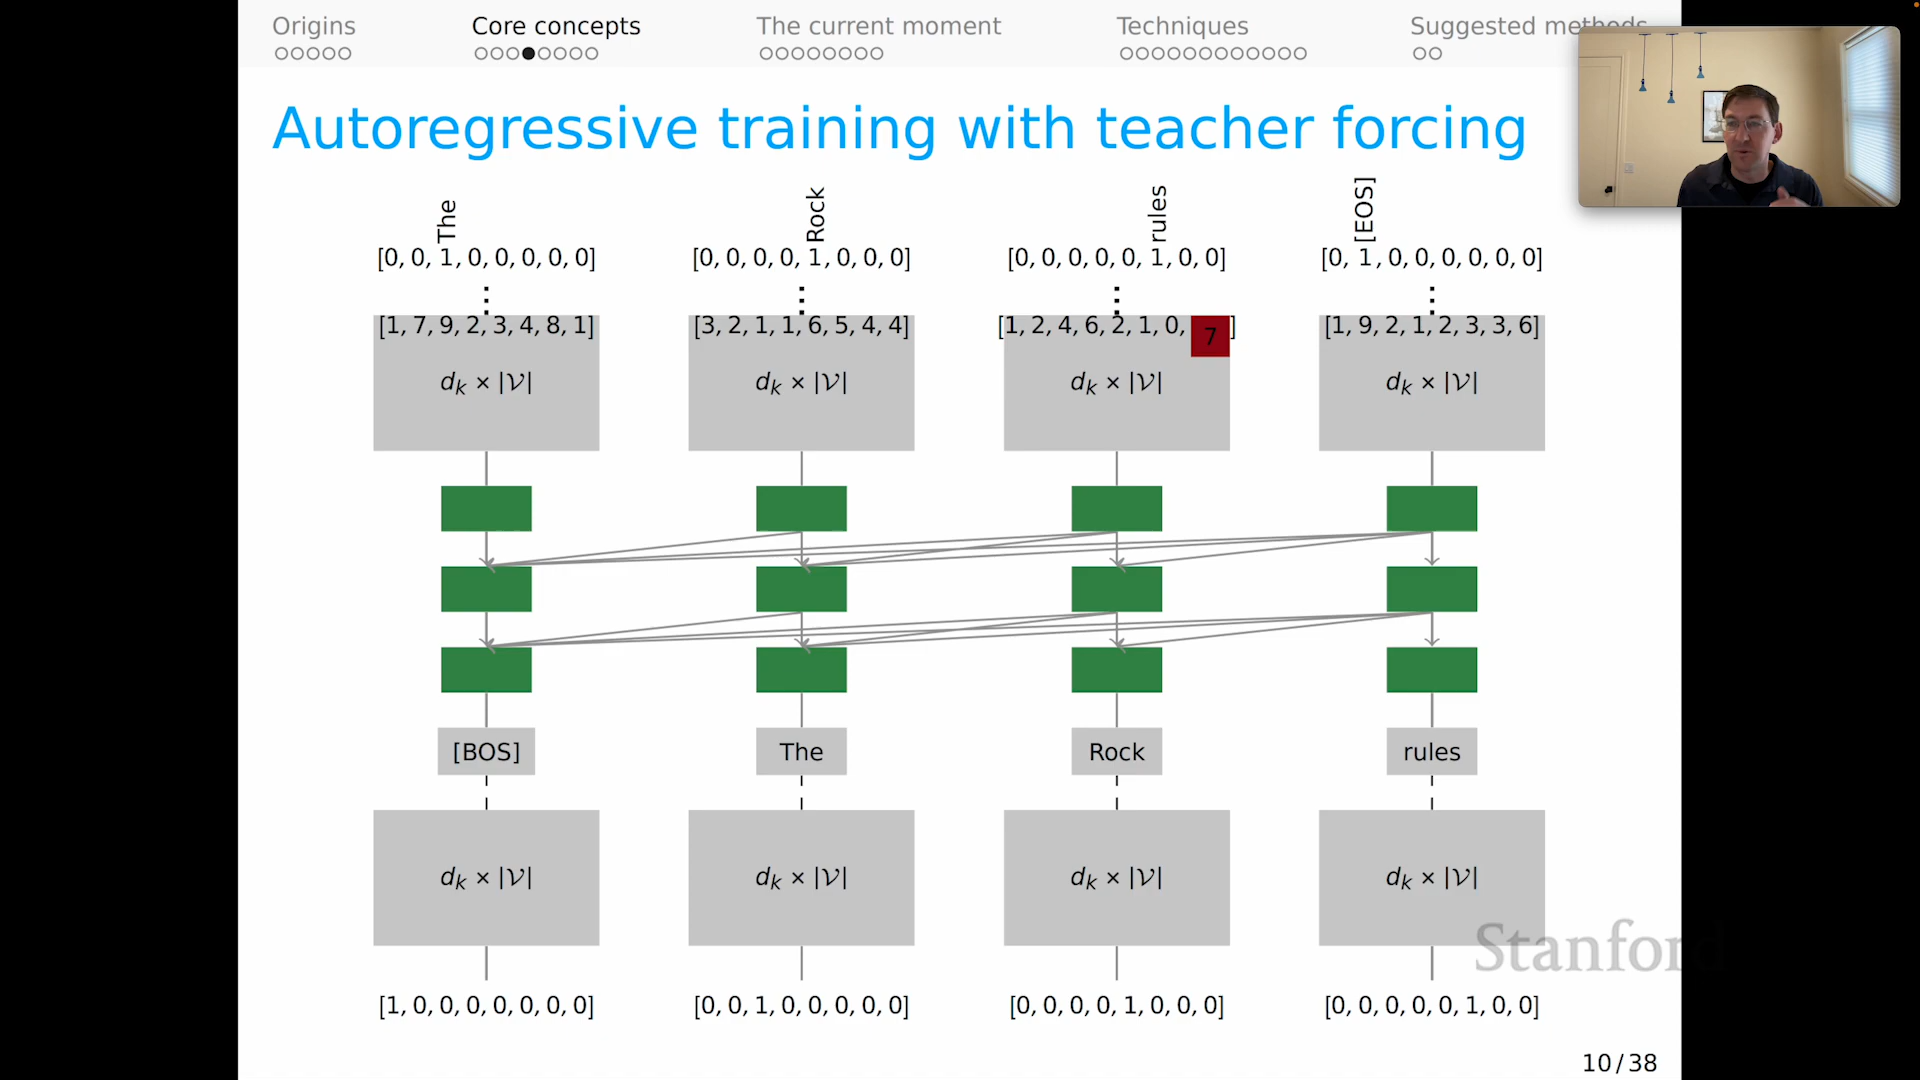 Origins Core concepts The current moment Techniques Suggested methods
Autoregressive training with teacher forcing
The Rock rules [EOS]
[0, 0, 1, 0, 0, 0, 0, 0] [0, 0, 0, 0, 1, 0, 0, 0] [0, 0, 0, 0, 0, 1, 0, 0] [0, 1, 0, 0, 0, 0, 0, 0]
[1, 7, 9, 2, 3, 4, 8, 1] [3, 2, 1, 1, 6, 5, 4, 4] [1, 2, 4, 6, 2, 1, 0, 7] [1, 9, 2, 1, 2, 3, 3, 6]
dₖ × |𝒱| dₖ × |𝒱| dₖ × |𝒱| dₖ × |𝒱|
[BOS] The Rock rules
dₖ × |𝒱| dₖ × |𝒱| dₖ × |𝒱| dₖ × |𝒱|
Stanford
[1, 0, 0, 0, 0, 0, 0, 0] [0, 0, 1, 0, 0, 0, 0, 0] [0, 0, 0, 0, 1, 0, 0, 0] [0, 0, 0, 0, 0, 1, 0, 0]
10 / 38